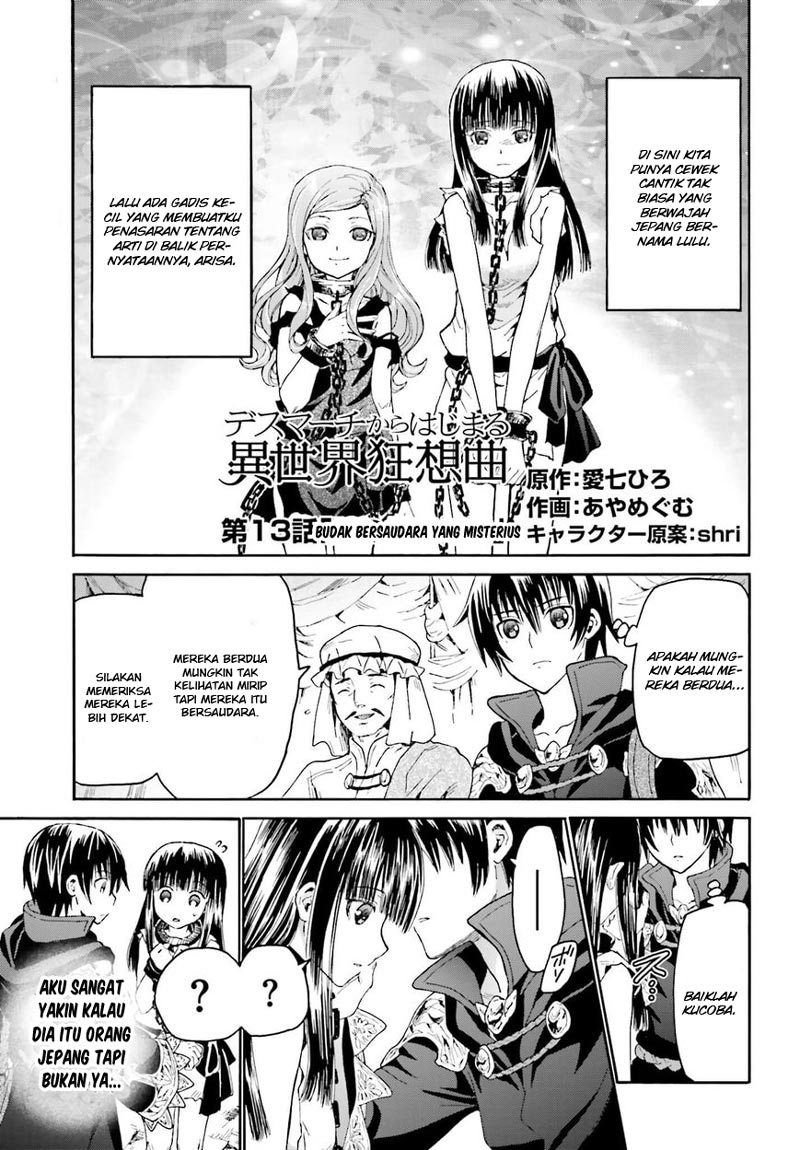 DI SINI KITA
PUNYA CEWEK
CANTIK TAK
BIASA YANG
BERWAJAH
JEPANG BER-
NAMA LULU.
LALU ADA GADIS KE-
CIL YANG MEMBUATKU
PENASARAN TENTANG
ARTI DI BALIK PER-
NYATAANNYA, ARISA.
デスマーチからはじまる
異世界狂想曲
原作：愛七ひろ
作画：あやめぐむ
キャラクター原案：shri
第13話 BUDAK BERSAUDARA YANG MISTERIUS
APAKAH MUNG-
KIN KALAU ME-
REKA BERDUA...
MEREKA BERDUA
MUNGKIN TAK
KELIHATAN MIRIP
TAPI MEREKA ITU
BERSAUDARA.
SILAKAN
MEMERIKSA
MEREKA LE-
BIH DEKAT.
BAIKLAH
KUCOBA.
ー
ボソッ
?
?
AKU SANGAT
YAKIN KALAU
DIA ITU ORANG
JEPANG TAPI
BUKAN YA...